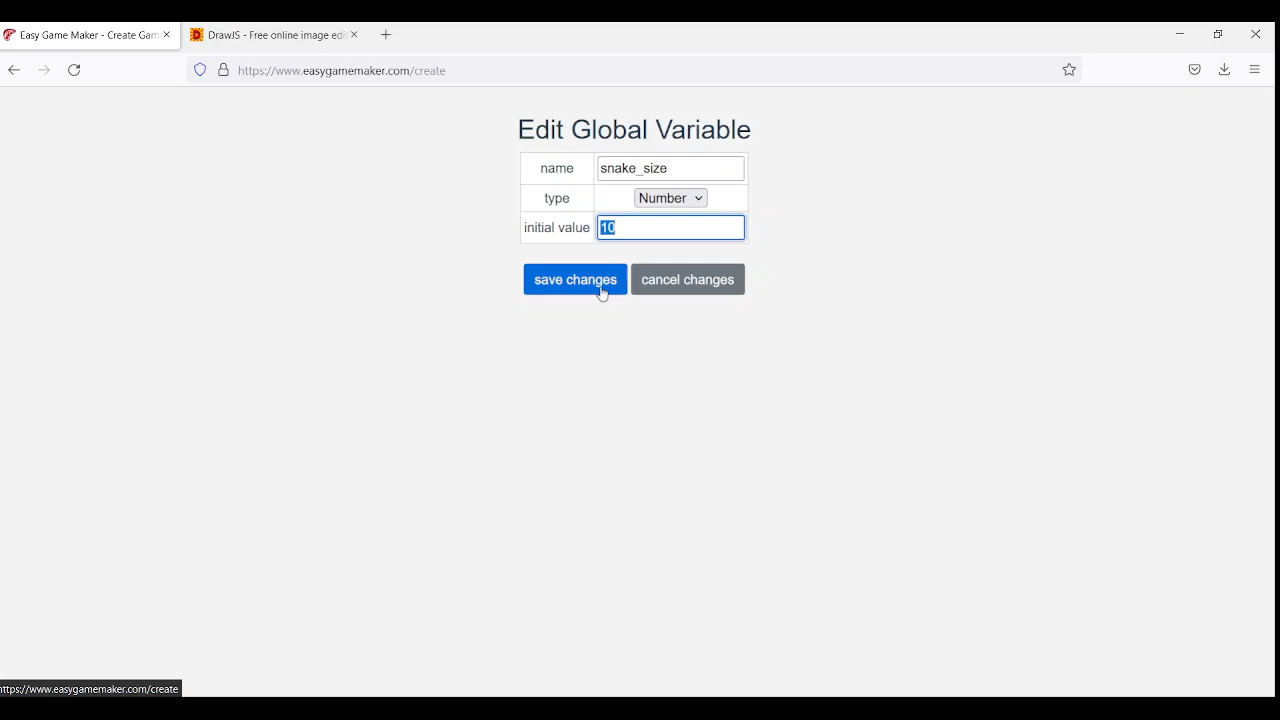 Easy Game Maker - Create Gam
DrawJS - Free online image edit
https://www.easygamemaker.com/create
Edit Global Variable
name snake_size
type Number
initial value 10
save changes cancel changes
https://www.easygamemaker.com/create